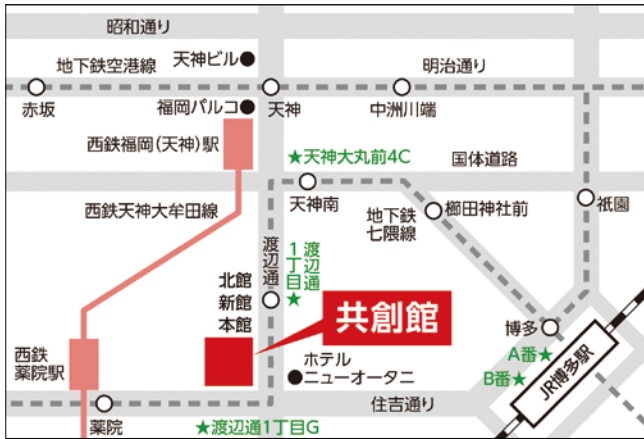 昭和通り
地下鉄空港線
天神ビル
明治通り
赤坂
福岡パルコ
天神
中洲川端
西鉄福岡(天神)駅
★天神大丸前4C
国体道路
西鉄天神大牟田線
天神南
地下鉄
七隈線
櫛田神社前
祇園
渡辺通
渡辺通
1丁目
★
北館
新館
本館
共創館
博多
A番★
B番★
JR博多駅
西鉄
薬院駅
ホテル
ニューオータニ
薬院
★渡辺通1丁目G
住吉通り